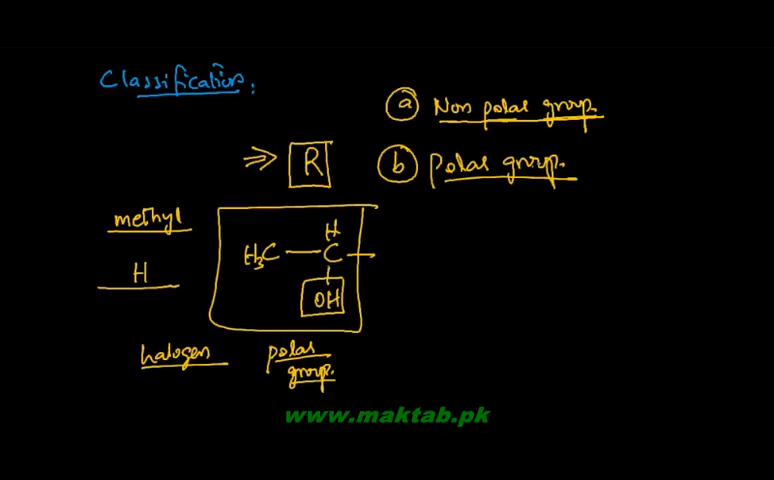 Classification:
(a) Non polar group.
(b) polar group.
⇒ R
methyl
H
H
H3C — C —
OH
halogen
polar
group.
www.maktab.pk